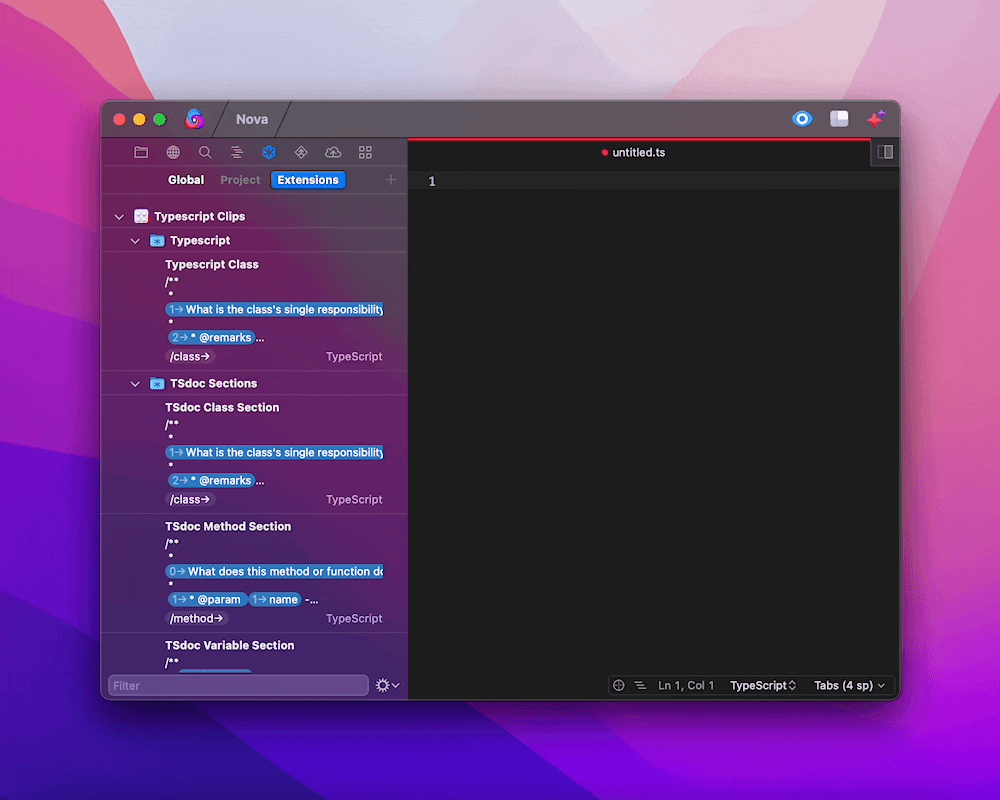 Nova
untitled.ts
Global Project Extensions
1
Typescript Clips
Typescript
Typescript Class
/**
*
1→ What is the class's single responsibility
*
2→ * @remarks ...
/class→ TypeScript
TSdoc Sections
TSdoc Class Section
/**
*
1→ What is the class's single responsibility
*
2→ * @remarks ...
/class→ TypeScript
TSdoc Method Section
/**
*
0→ What does this method or function do
*
1→ * @param 1→ name -...
/method→ TypeScript
TSdoc Variable Section
/**
Filter
Ln 1, Col 1 TypeScript Tabs (4 sp)